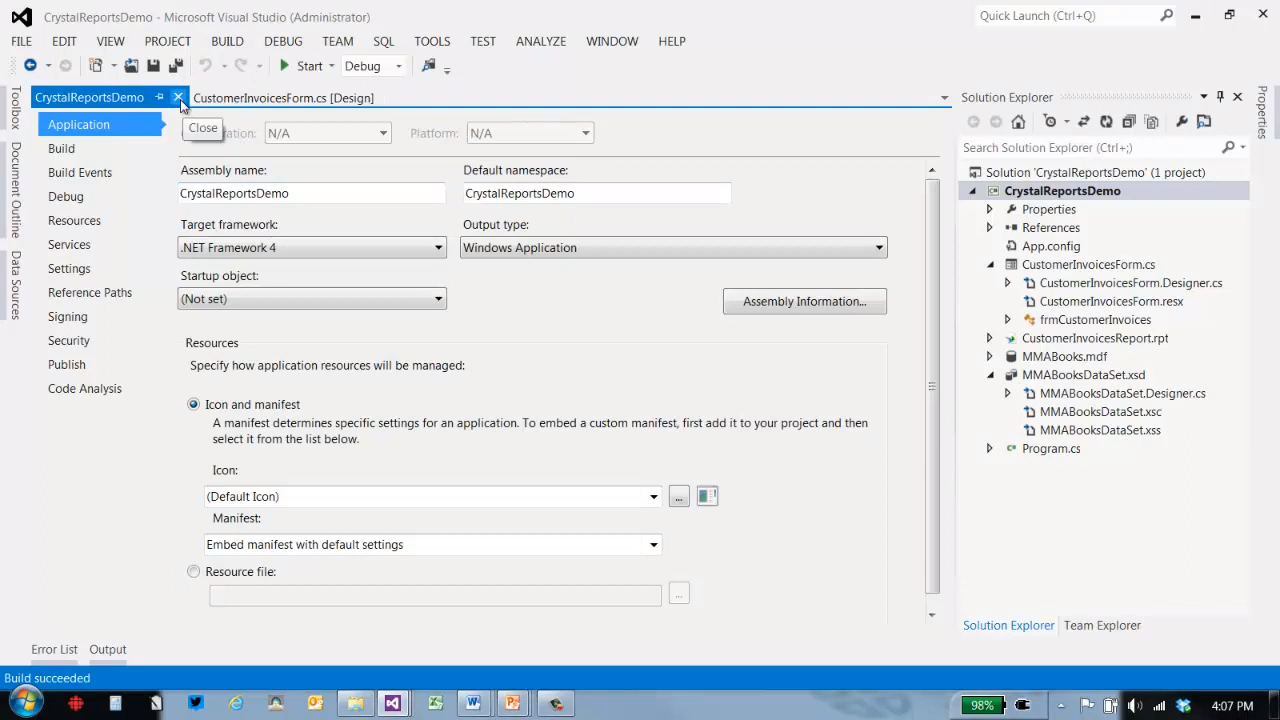 CrystalReportsDemo - Microsoft Visual Studio (Administrator)
Quick Launch (Ctrl+Q)
FILE EDIT VIEW PROJECT BUILD DEBUG TEAM SQL TOOLS TEST ANALYZE WINDOW HELP
Start Debug
Toolbox
Document Outline
Data Sources
CrystalReportsDemo
CustomerInvoicesForm.cs [Design]
Close
Application
Build
Build Events
Debug
Resources
Services
Settings
Reference Paths
Signing
Security
Publish
Code Analysis
N/A
Platform: N/A
Assembly name:
CrystalReportsDemo
Default namespace:
CrystalReportsDemo
Target framework:
.NET Framework 4
Output type:
Windows Application
Startup object:
(Not set)
Assembly Information...
Resources
Specify how application resources will be managed:
Icon and manifest
A manifest determines specific settings for an application. To embed a custom manifest, first add it to your project and then
select it from the list below.
Icon:
(Default Icon)
...
Manifest:
Embed manifest with default settings
Resource file:
...
Solution Explorer
Search Solution Explorer (Ctrl+;)
Solution 'CrystalReportsDemo' (1 project)
CrystalReportsDemo
Properties
References
App.config
CustomerInvoicesForm.cs
CustomerInvoicesForm.Designer.cs
CustomerInvoicesForm.resx
frmCustomerInvoices
CustomerInvoicesReport.rpt
MMABooks.mdf
MMABooksDataSet.xsd
MMABooksDataSet.Designer.cs
MMABooksDataSet.xsc
MMABooksDataSet.xss
Program.cs
Solution Explorer Team Explorer
Properties
Error List Output
Build succeeded
98%
4:07 PM